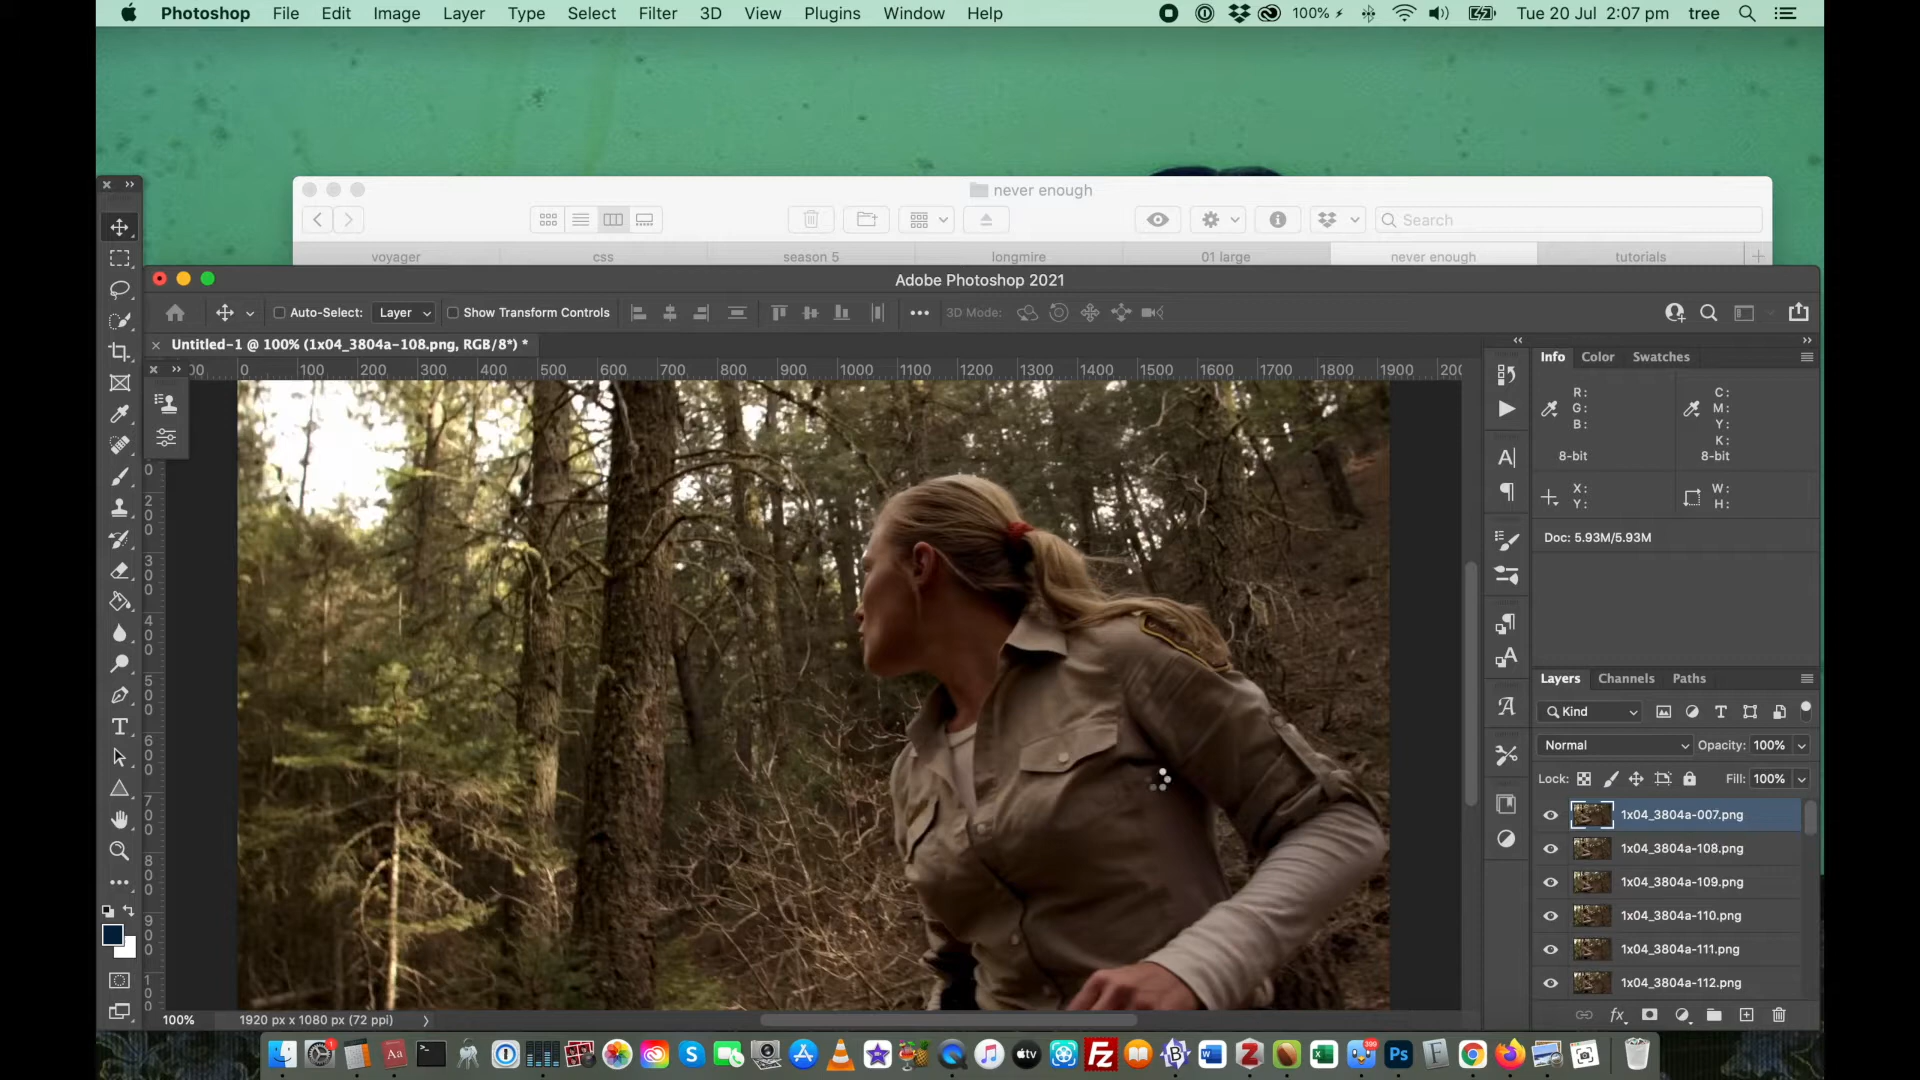 Photoshop File Edit Image Layer Type Select Filter 3D View Plugins Window Help 100% Tue 20 Jul 2:07 pm tree
never enough
Search
voyager css season 5 longmire 01 large never enough tutorials
Adobe Photoshop 2021
Auto-Select: Layer Show Transform Controls 3D Mode:
Untitled-1 @ 100% (1x04_3804a-108.png, RGB/8*) *
Info Color Swatches
00 0 100 200 300 400 500 600 700 800 900 1000 1100 1200 1300 1400 1500 1600 1700 1800 1900 200
R: C:
G: M:
B: Y:
K:
8-bit 8-bit
X: W:
Y: H:
Doc: 5.93M/5.93M
Layers Channels Paths
Kind
Normal Opacity: 100%
Lock: Fill: 100%
1x04_3804a-007.png
1x04_3804a-108.png
1x04_3804a-109.png
1x04_3804a-110.png
1x04_3804a-111.png
1x04_3804a-112.png
100% 1920 px x 1080 px (72 ppi)